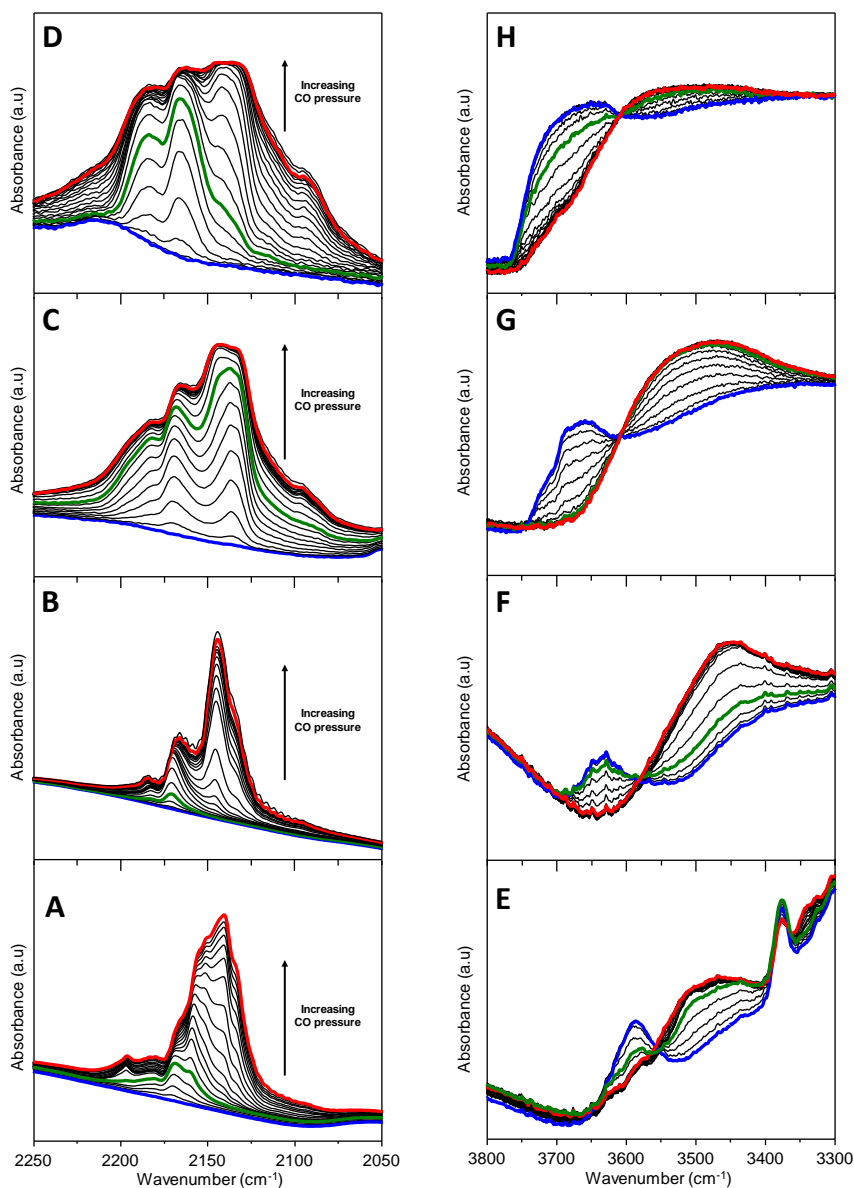 D
Absorbance (a.u)
Increasing
CO pressure
H
Absorbance (a.u)
C
Absorbance (a.u)
Increasing
CO pressure
G
Absorbance (a.u)
B
Absorbance (a.u)
Increasing
CO pressure
F
Absorbance (a.u)
A
Absorbance (a.u)
Increasing
CO pressure
E
Absorbance (a.u)
2250 2200 2150 2100 2050
Wavenumber (cm⁻¹)
3800 3700 3600 3500 3400 3300
Wavenumber (cm⁻¹)